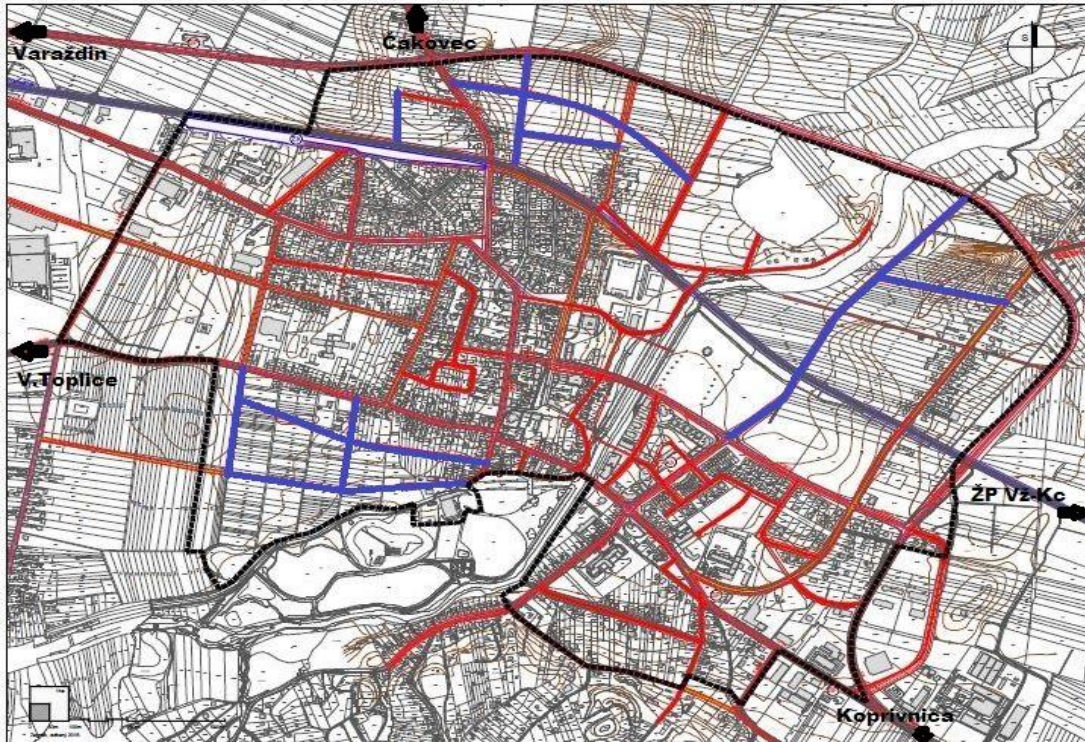 Varaždin
Čakovec
S
V.Toplice
ŽP Vž-Kc
Koprivnica